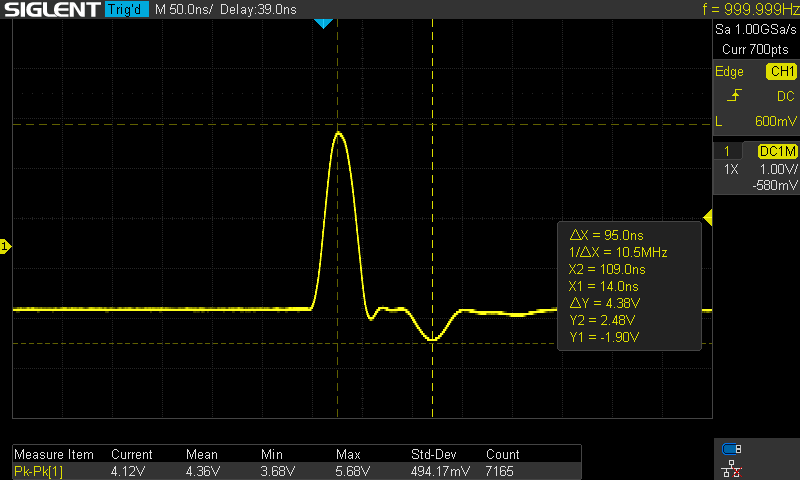 SIGLENT Trig'd M 50.0ns/ Delay:39.0ns f = 999.999Hz
Sa 1.00GSa/s
Curr 700pts
Edge CH1
DC
L 600mV
1 DC1M
1X 1.00V/
-580mV
1
△X = 95.0ns
1/△X = 10.5MHz
X2 = 109.0ns
X1 = 14.0ns
△Y = 4.38V
Y2 = 2.48V
Y1 = -1.90V
Measure Item Current Mean Min Max Std-Dev Count
Pk-Pk[1] 4.12V 4.36V 3.68V 5.68V 494.17mV 7165